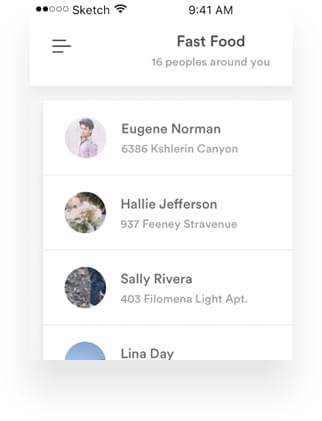 Sketch 9:41 AM
Fast Food
16 peoples around you
Eugene Norman
6386 Kshlerin Canyon
Hallie Jefferson
937 Feeney Stravenue
Sally Rivera
403 Filomena Light Apt.
Lina Day